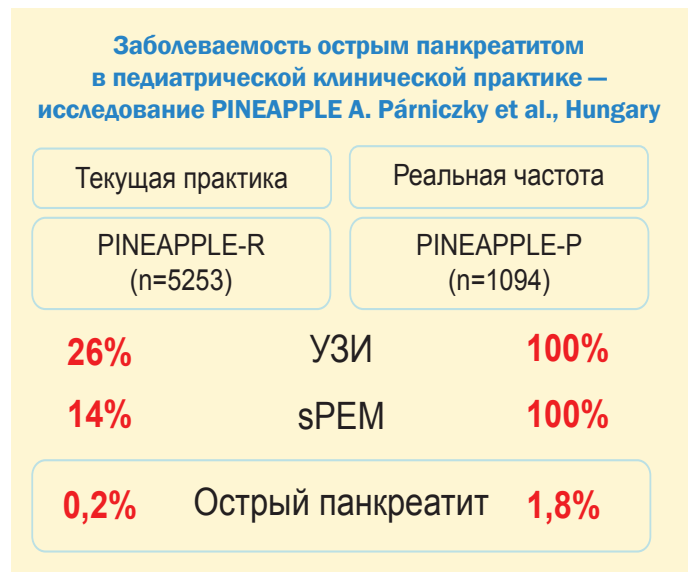 Заболеваемость острым панкреатитом
в педиатрической клинической практике —
исследование PINEAPPLE A. Párniczky et al., Hungary
Текущая практика
Реальная частота
PINEAPPLE-R
(n=5253)
PINEAPPLE-P
(n=1094)
26% УЗИ 100%
14% sPEM 100%
0,2% Острый панкреатит 1,8%